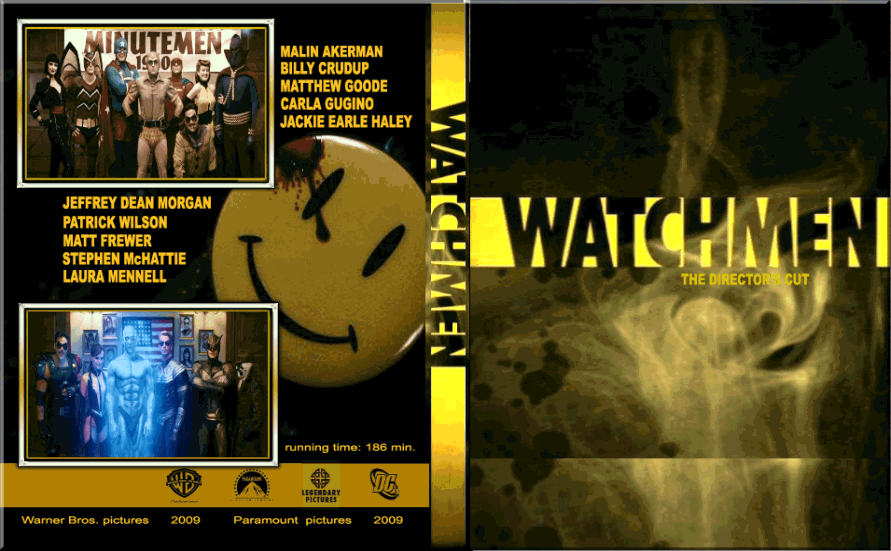 MINUTEMEN
MALIN AKERMAN
BILLY CRUDUP
MATTHEW GOODE
CARLA GUGINO
JACKIE EARLE HALEY
JEFFREY DEAN MORGAN
PATRICK WILSON
MATT FREWER
STEPHEN McHATTIE
LAURA MENNELL
running time: 186 min.
WB
PARAMOUNT
LEGENDARY
PICTURES
DC
Warner Bros. pictures 2009 Paramount pictures 2009
WATCHMEN
WATCHMEN
THE DIRECTOR'S CUT